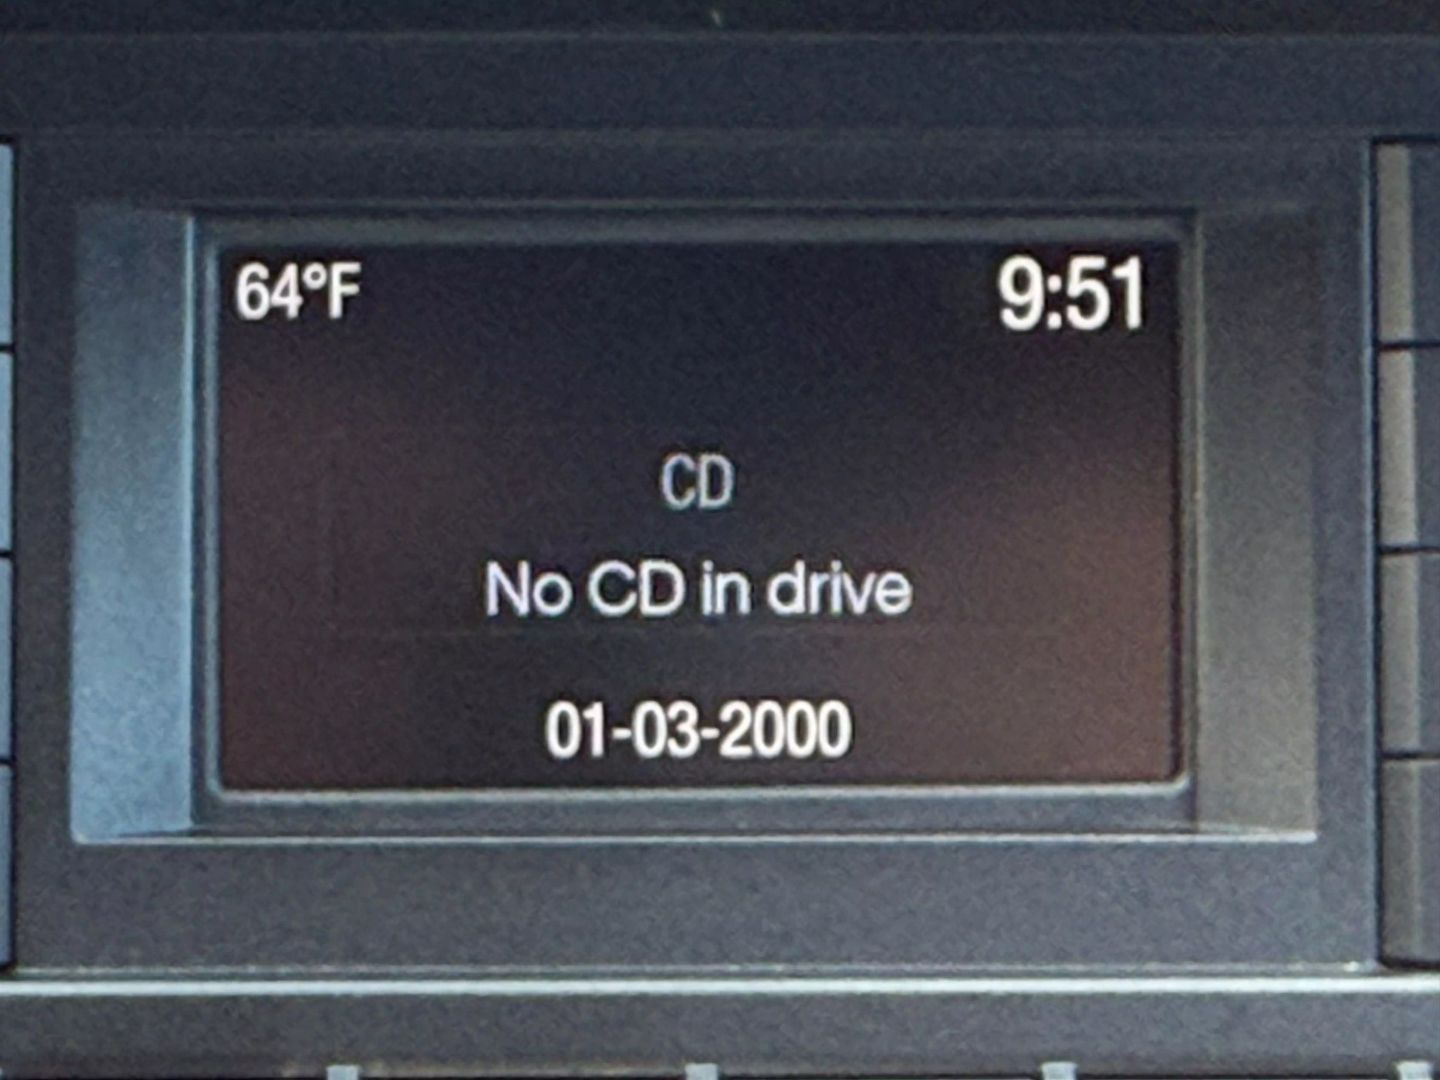 64°F 9:51
CD
No CD in drive
01-03-2000